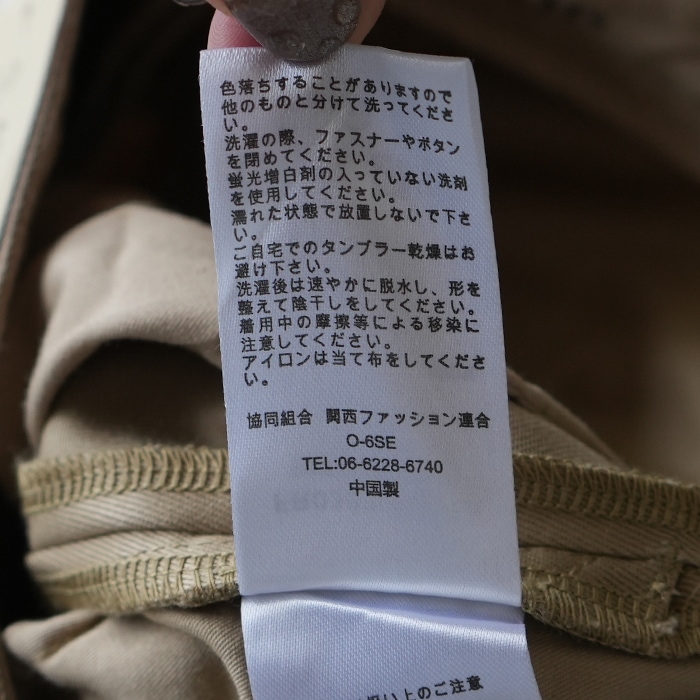 色落ちすることがありますので
他のものと分けて洗ってくださ
い。
洗濯の際、ファスナーやボタン
を閉めてください。
蛍光増白剤の入っていない洗剤
を使用してください。
濡れた状態で放置しないで下さ
い。
ご自宅でのタンブラー乾燥はお
避け下さい。
洗濯後は速やかに脱水し、形を
整えて陰干しをしてください。
着用中の摩擦等による移染に
注意してください。
アイロンは当て布をしてくださ
い。
協同組合 関西ファッション連合
O-6SE
TEL:06-6228-6740
中国製
扱い上のご注意